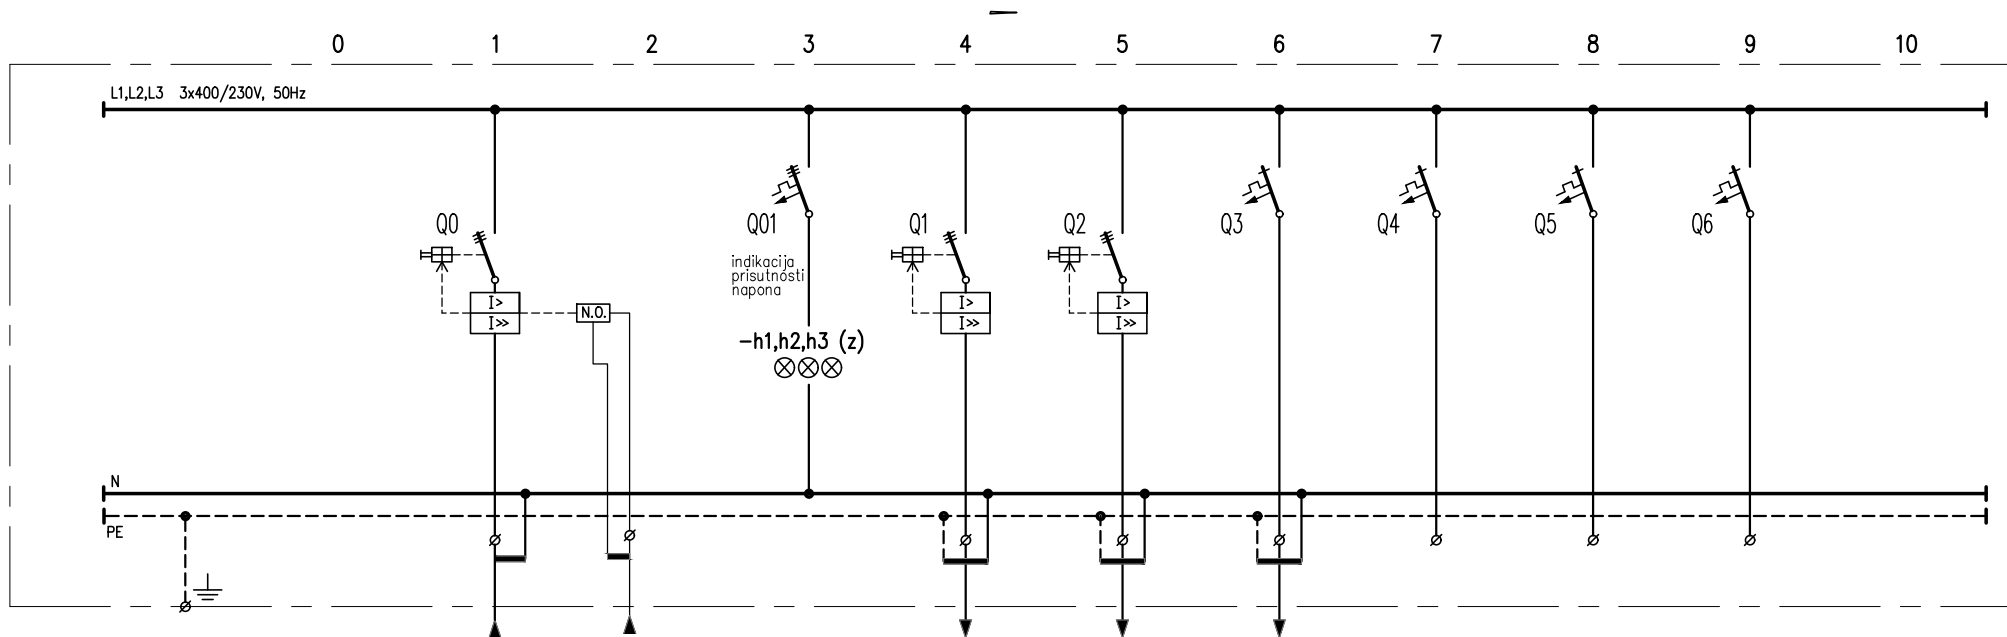 0 1 2 3 4 5 6 7 8 9 10
L1,L2,L3 3x400/230V, 50Hz
Q0 Q01 Q1 Q2 Q3 Q4 Q5 Q6
indikacija
prisutnosti
napona
I> I> I>
N.O.
I>> I>> I>>
-h1,h2,h3 (z)
N
PE